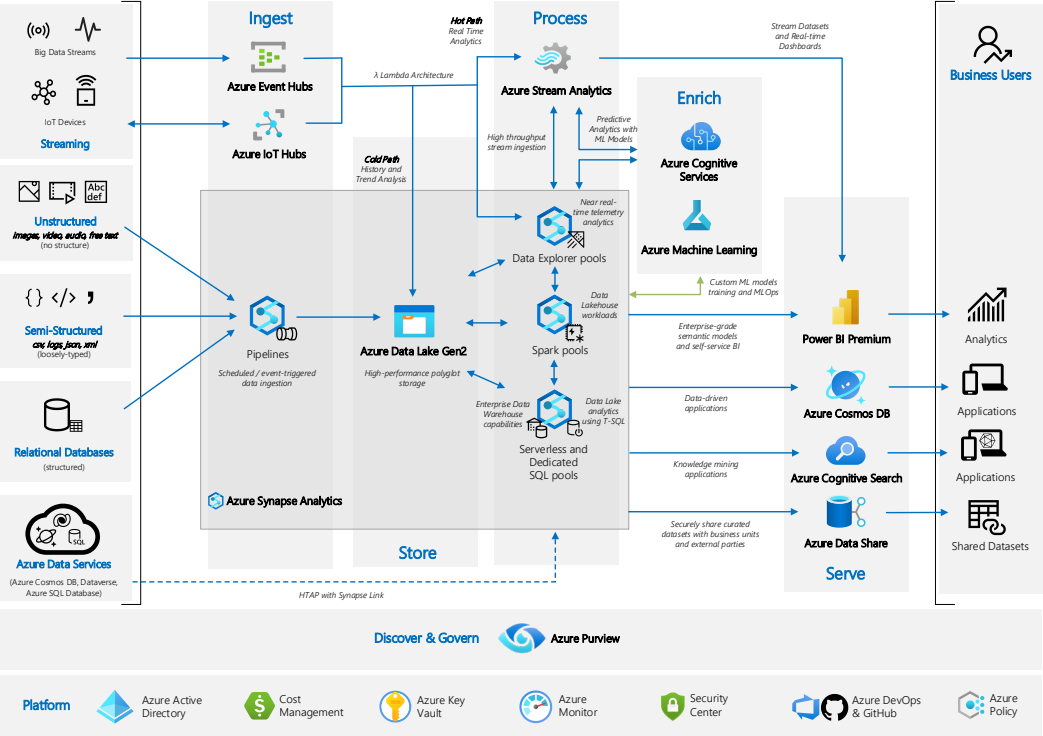 Big Data Streams
IoT Devices
Streaming
Unstructured
images, video, audio, free text
(no structure)
Abc
def
Semi-Structured
csv, logs, json, xml
(loosely-typed)
Relational Databases
(structured)
SQL
Azure Data Services
(Azure Cosmos DB, Dataverse,
Azure SQL Database)
Ingest
Azure Event Hubs
Azure IoT Hubs
λ Lambda Architecture
Hot Path
Real Time
Analytics
Cold Path
History and
Trend Analysis
Process
Azure Stream Analytics
High throughput
stream ingestion
Predictive
Analytics with
ML Models
Stream Datasets
and Real-time
Dashboards
Enrich
Azure Cognitive
Services
Azure Machine Learning
Custom ML models
training and MLOps
Pipelines
Scheduled / event-triggered
data ingestion
Azure Data Lake Gen2
High-performance polyglot
storage
Near real-
time telemetry
analytics
Data Explorer pools
Data
Lakehouse
workloads
Spark pools
Enterprise Data
Warehouse
capabilities
Data Lake
analytics
using T-SQL
Serverless and
Dedicated
SQL pools
Azure Synapse Analytics
Store
HTAP with Synapse Link
Enterprise-grade
semantic models
and self-service BI
Data-driven
applications
Knowledge mining
applications
Securely share curated
datasets with business units
and external parties
Power BI Premium
Azure Cosmos DB
Azure Cognitive Search
Azure Data Share
Serve
Business Users
Analytics
Applications
Applications
Shared Datasets
Discover & Govern
Azure Purview
Platform
Azure Active
Directory
Cost
Management
Azure Key
Vault
Azure
Monitor
Security
Center
Azure DevOps
& GitHub
Azure
Policy